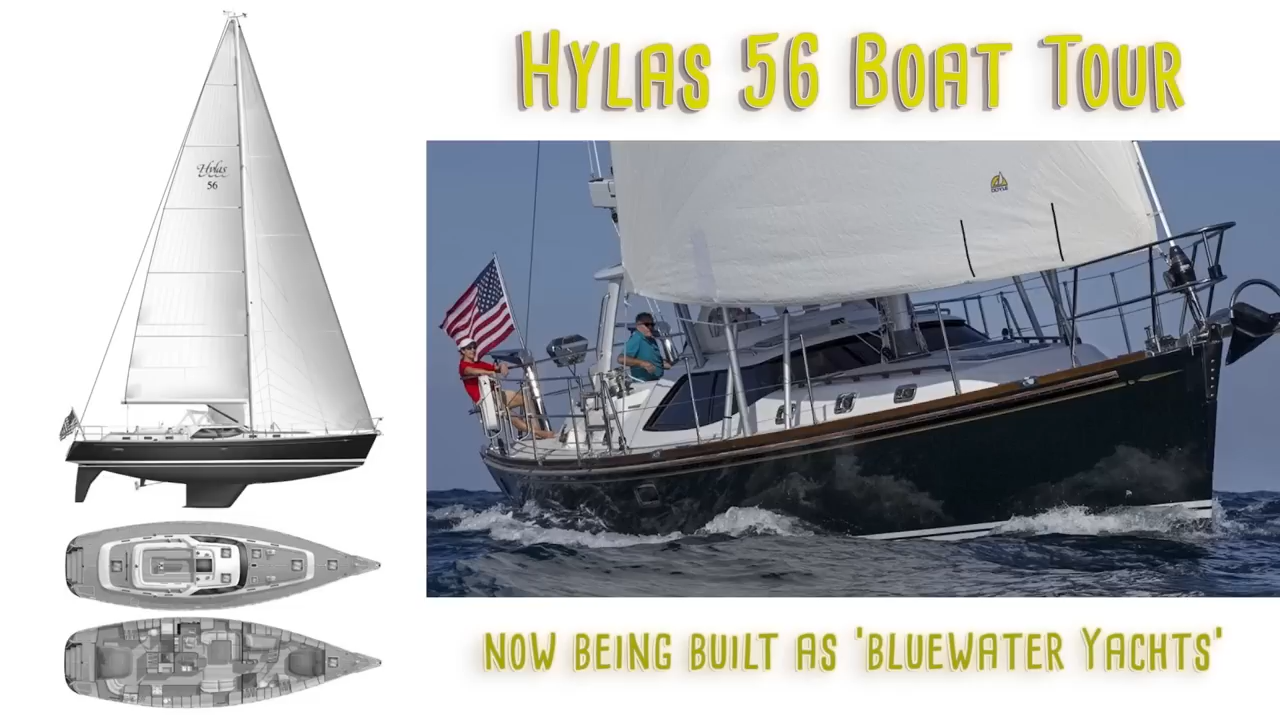 Hylas 56 Boat Tour
Hylas
56
NOW BEING BUILT AS 'BLUEWATER YACHTS'